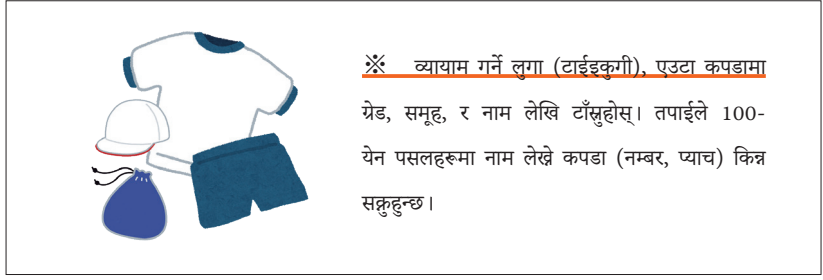 ※ व्यायाम गर्ने लुगा (टाईइकुगी), एउटा कपडामा
ग्रेड, समूह, र नाम लेखि टाँस्नुहोस्। तपाईले 100-
येन पसलहरूमा नाम लेख्ने कपडा (नम्बर, प्याच) किन्न
सक्नुहुन्छ।